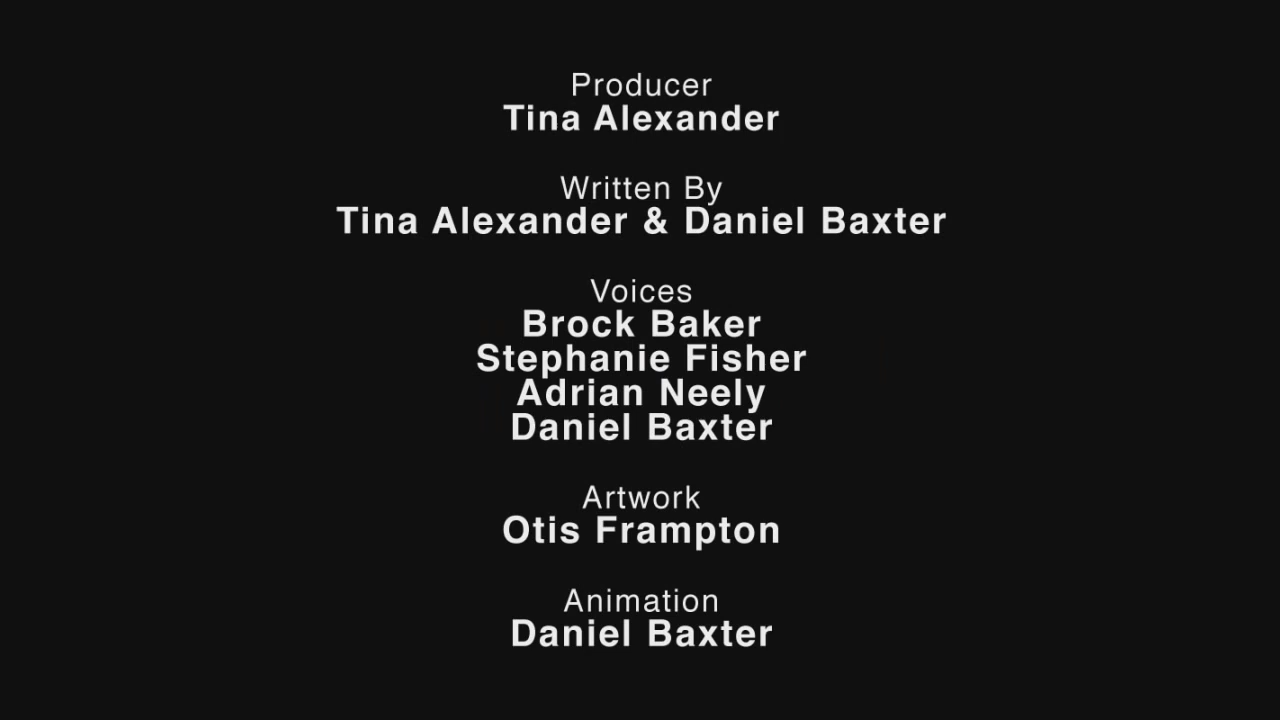 Producer
Tina Alexander
Written By
Tina Alexander & Daniel Baxter
Voices
Brock Baker
Stephanie Fisher
Adrian Neely
Daniel Baxter
Artwork
Otis Frampton
Animation
Daniel Baxter